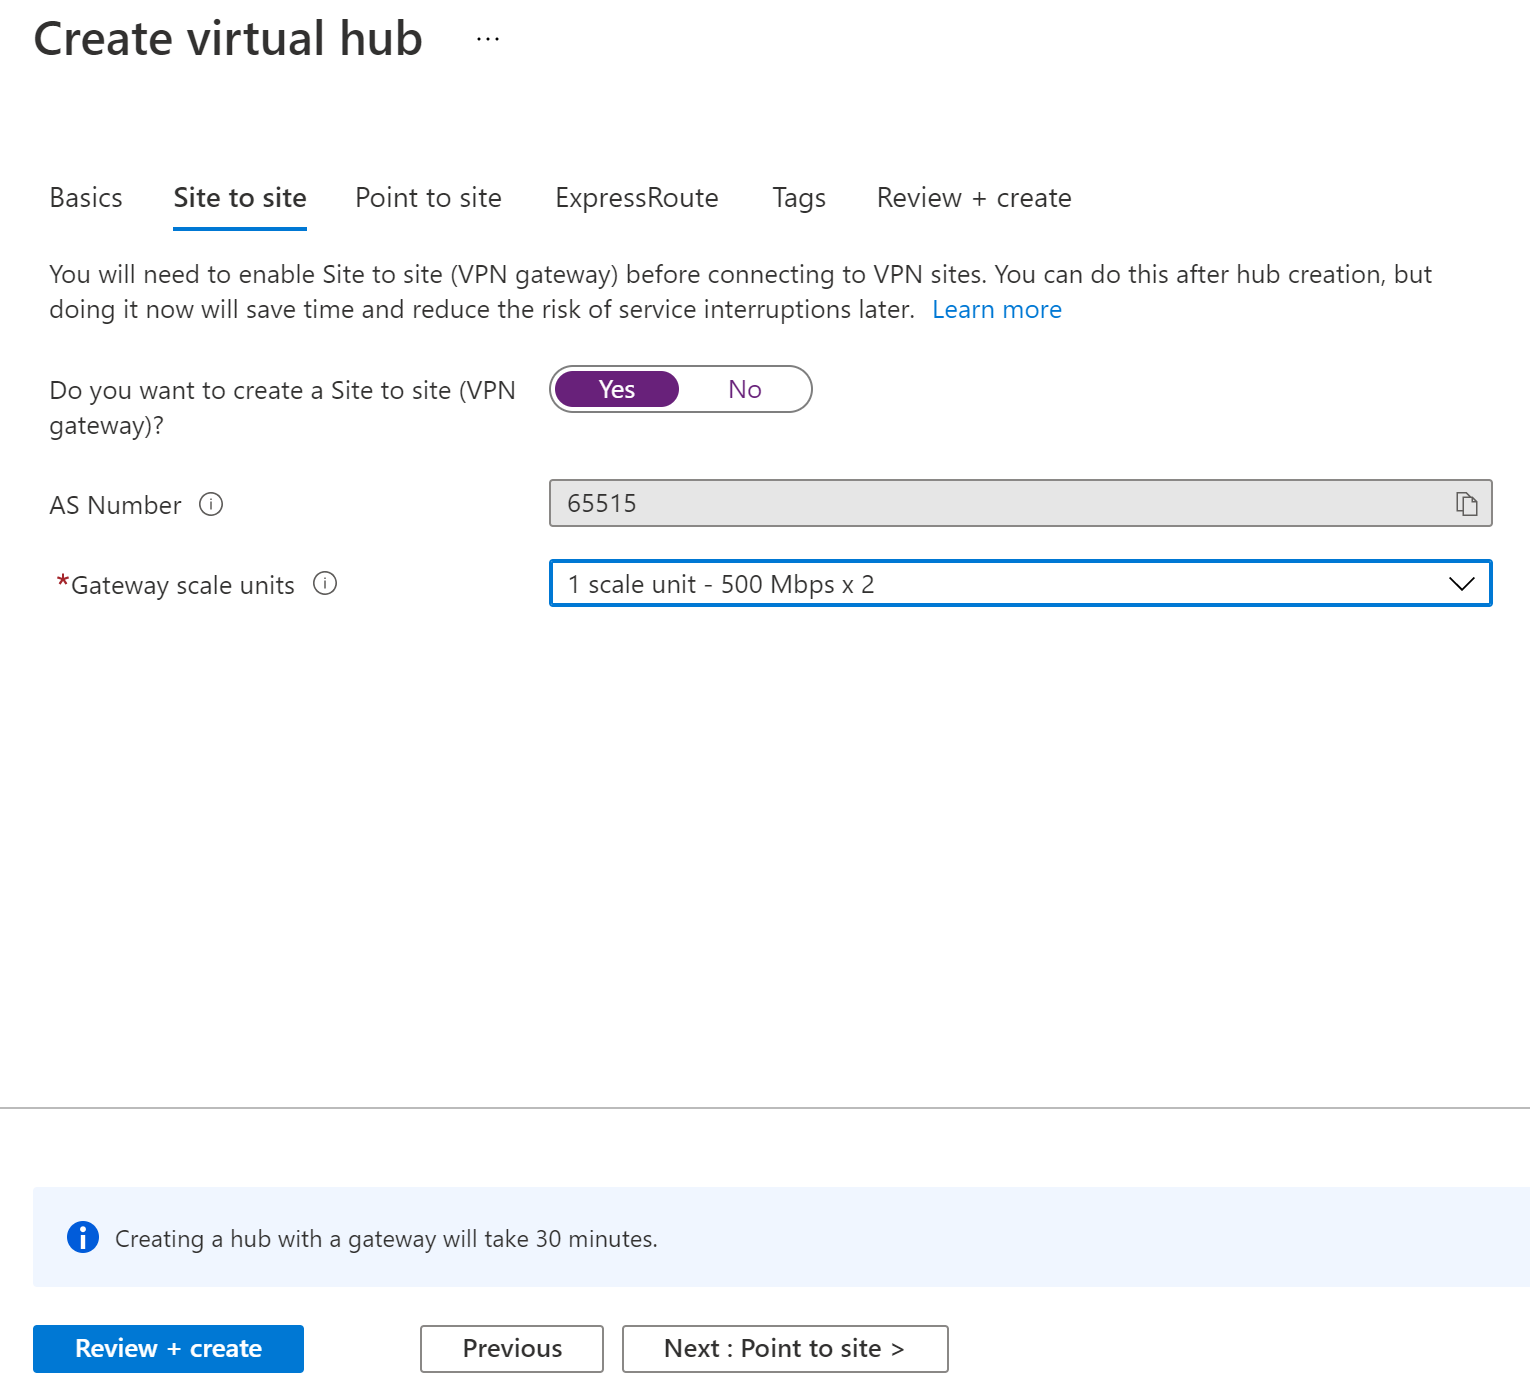 Create virtual hub ...
Basics Site to site Point to site ExpressRoute Tags Review + create
You will need to enable Site to site (VPN gateway) before connecting to VPN sites. You can do this after hub creation, but
doing it now will save time and reduce the risk of service interruptions later. Learn more
Do you want to create a Site to site (VPN
gateway)?
Yes No
AS Number
65515
*Gateway scale units
1 scale unit - 500 Mbps x 2
Creating a hub with a gateway will take 30 minutes.
Review + create Previous Next : Point to site >